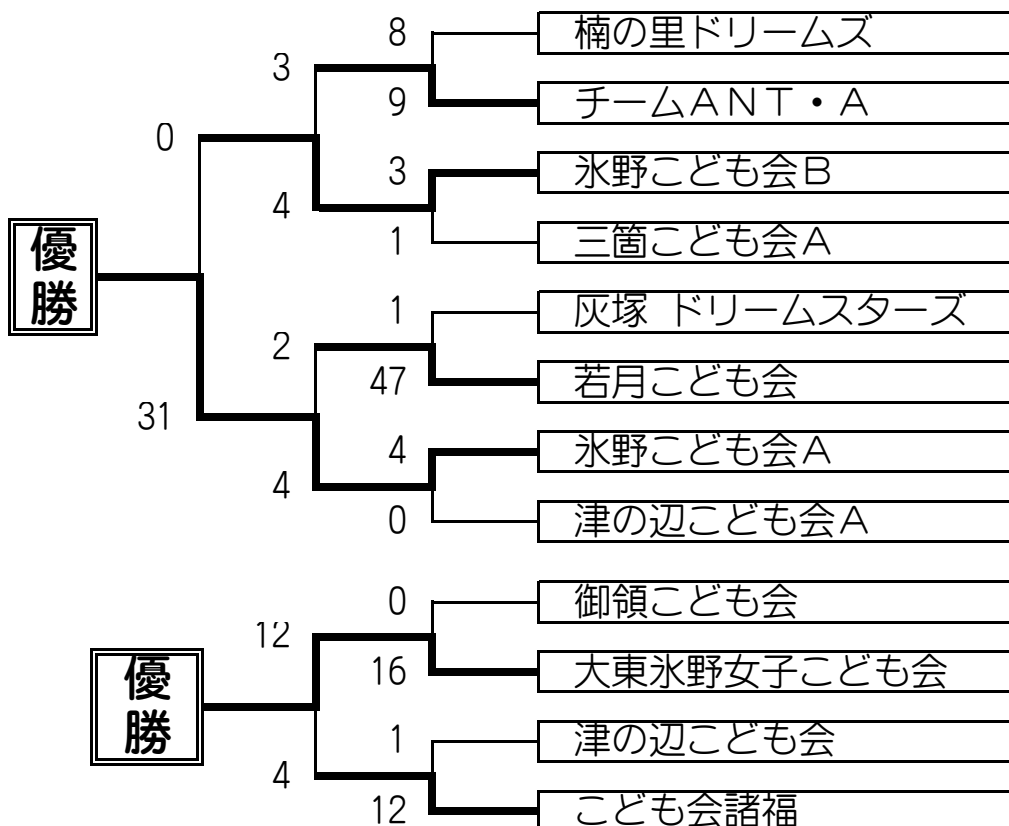 8
楠の里ドリームズ
3
9
チームＡＮＴ・Ａ
0
3
氷野こども会Ｂ
4
1
三箇こども会Ａ
優
勝
1
灰塚 ドリームスターズ
2
47
若月こども会
31
4
氷野こども会Ａ
4
0
津の辺こども会Ａ
0
御領こども会
12
16
大東氷野女子こども会
優
勝
1
津の辺こども会
4
12
こども会諸福